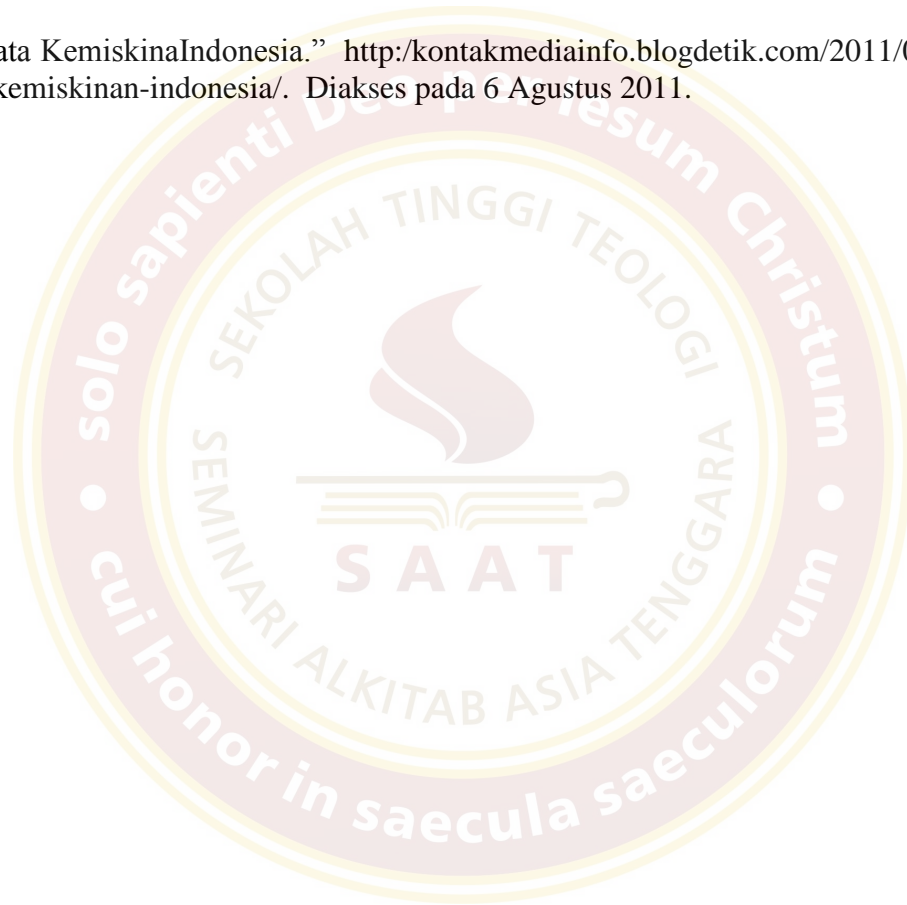 ata KemiskinaIndonesia.” http:/kontakmediainfo.blogdetik.com/2011/0
kemiskinan-indonesia/. Diakses pada 6 Agustus 2011.
solo sapienti Deo per Iesum Christum
SEKOLAH TINGGI TEOLOGI
SAAT
SEMINARI ALKITAB ASIA TENGGARA
cui honor in saecula saeculorum